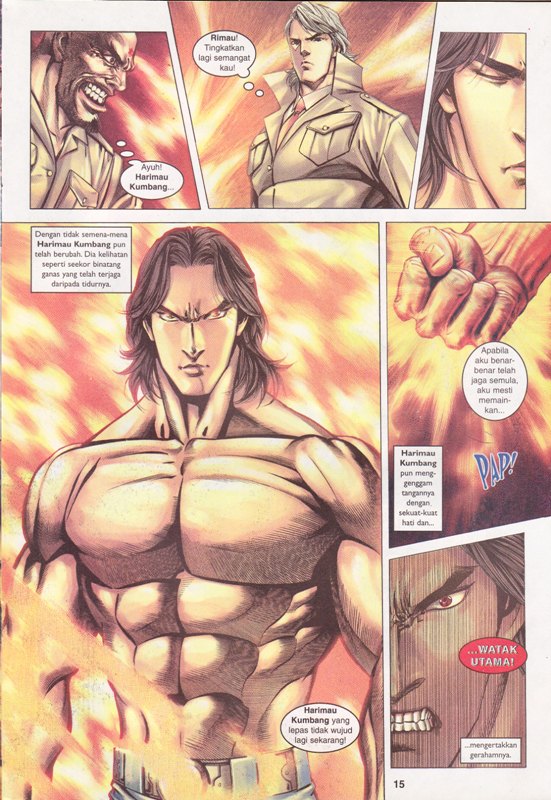 Ayuh!
Harimau
Kumbang...
Rimau!
Tingkatkan
lagi semangat
kau!
Dengan tidak semena-mena
Harimau Kumbang pun
telah berubah. Dia kelihatan
seperti seekor binatang
ganas yang telah terjaga
daripada tidurnya.
Harimau
Kumbang yang
lepas tidak wujud
lagi sekarang!
Apabila
aku benar-
benar telah
jaga semula,
aku mesti
memain-
kan...
Harimau
Kumbang
pun meng-
genggam
tangannya
dengan
sekuat-kuat
hati dan...
PAP!
...WATAK
UTAMA!
...mengertakkan
gerahamnya.
15